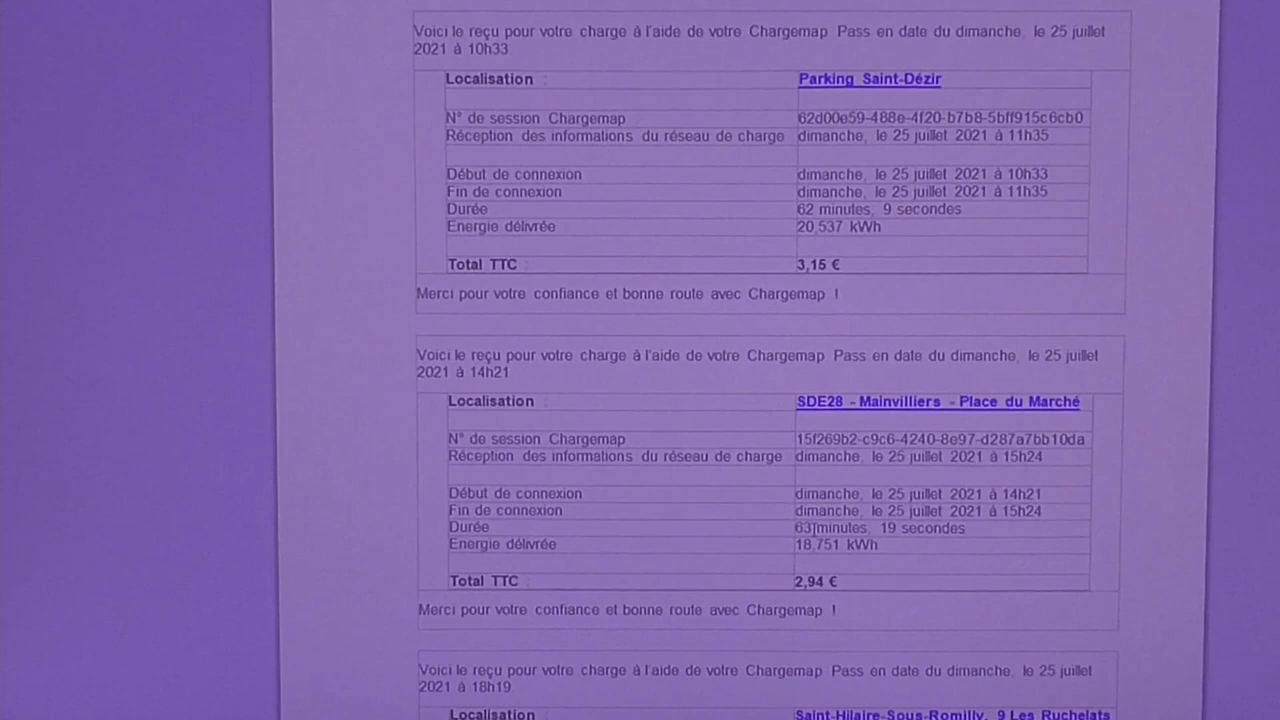 Voici le reçu pour votre charge à l'aide de votre Chargemap Pass en date du dimanche, le 25 juillet
2021 à 10h33
Localisation : Parking Saint-Dézir
N° de session Chargemap 62d00e59-488e-4f20-b7b8-5bff915c6cb0
Réception des informations du réseau de charge dimanche, le 25 juillet 2021 à 11h35
Début de connexion dimanche, le 25 juillet 2021 à 10h33
Fin de connexion dimanche, le 25 juillet 2021 à 11h35
Durée 62 minutes, 9 secondes
Energie délivrée 20,537 kWh
Total TTC : 3,15 €
Merci pour votre confiance et bonne route avec Chargemap !
Voici le reçu pour votre charge à l'aide de votre Chargemap Pass en date du dimanche, le 25 juillet
2021 à 14h21
Localisation : SDE28 - Mainvilliers - Place du Marché
N° de session Chargemap 15f269b2-c9c6-4240-8e97-d287a7bb10da
Réception des informations du réseau de charge dimanche, le 25 juillet 2021 à 15h24
Début de connexion dimanche, le 25 juillet 2021 à 14h21
Fin de connexion dimanche, le 25 juillet 2021 à 15h24
Durée 63 minutes, 19 secondes
Energie délivrée 18,751 kWh
Total TTC : 2,94 €
Merci pour votre confiance et bonne route avec Chargemap !
Voici le reçu pour votre charge à l'aide de votre Chargemap Pass en date du dimanche, le 25 juillet
2021 à 18h19
Localisation Saint-Hilaire-Sous-Romilly, 9 Les Ruchelats